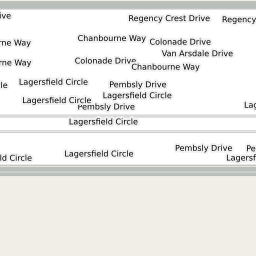 ive
Regency Crest Drive
Regency
Chanbourne Way
Colonade Drive
rne Way
Van Arsdale Drive
Colonade Drive
rne Way
Chanbourne Way
Lagersfield Circle
Pembsly Drive
le
Lagersfield Circle
Lagersfield Circle
Pembsly Drive
Lag
Lagersfield Circle
Pembsly Drive
Pe
Lagersfield Circle
ld Circle
Lagersf